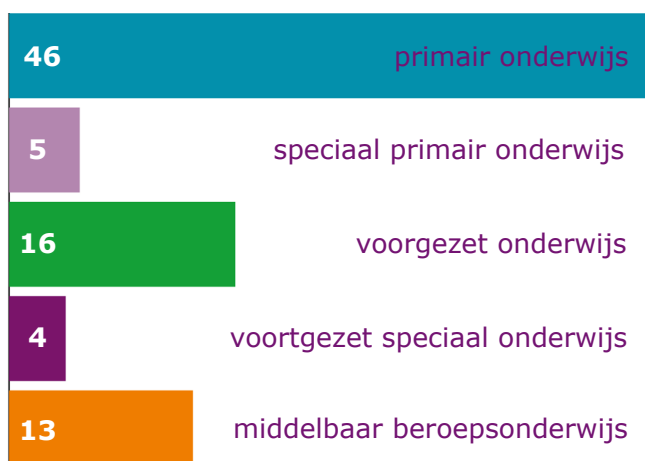 46 primair onderwijs
5 speciaal primair onderwijs
16 voorgezet onderwijs
4 voortgezet speciaal onderwijs
13 middelbaar beroepsonderwijs